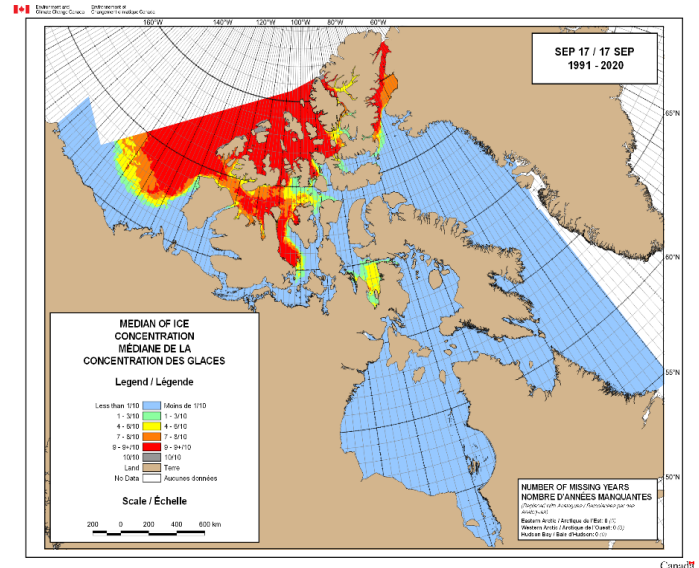 Environment and Environnement et
Climate Change Canada Changement climatique Canada
160°W 140°W 120°W 100°W 80°W 60°W
SEP 17 / 17 SEP
1991 - 2020
65°N
60°N
55°N
50°N
MEDIAN OF ICE
CONCENTRATION
MÉDIANE DE LA
CONCENTRATION DES GLACES
Legend / Légende
Less than 1/10 Moins de 1/10
1 - 3/10 1 - 3/10
4 - 6/10 4 - 6/10
7 - 8/10 7 - 8/10
9 - 9+/10 9 - 9+/10
10/10 10/10
Land Terre
No Data Aucunes données
Scale / Échelle
200 0 200 400 600 km
NUMBER OF MISSING YEARS
NOMBRE D'ANNÉES MANQUANTES
Eastern Arctic / Arctique de l'Est:
Western Arctic / Arctique de l'Ouest: 0 (0)
Hudson Bay / Baie d'Hudson: 0 (0)
Canada